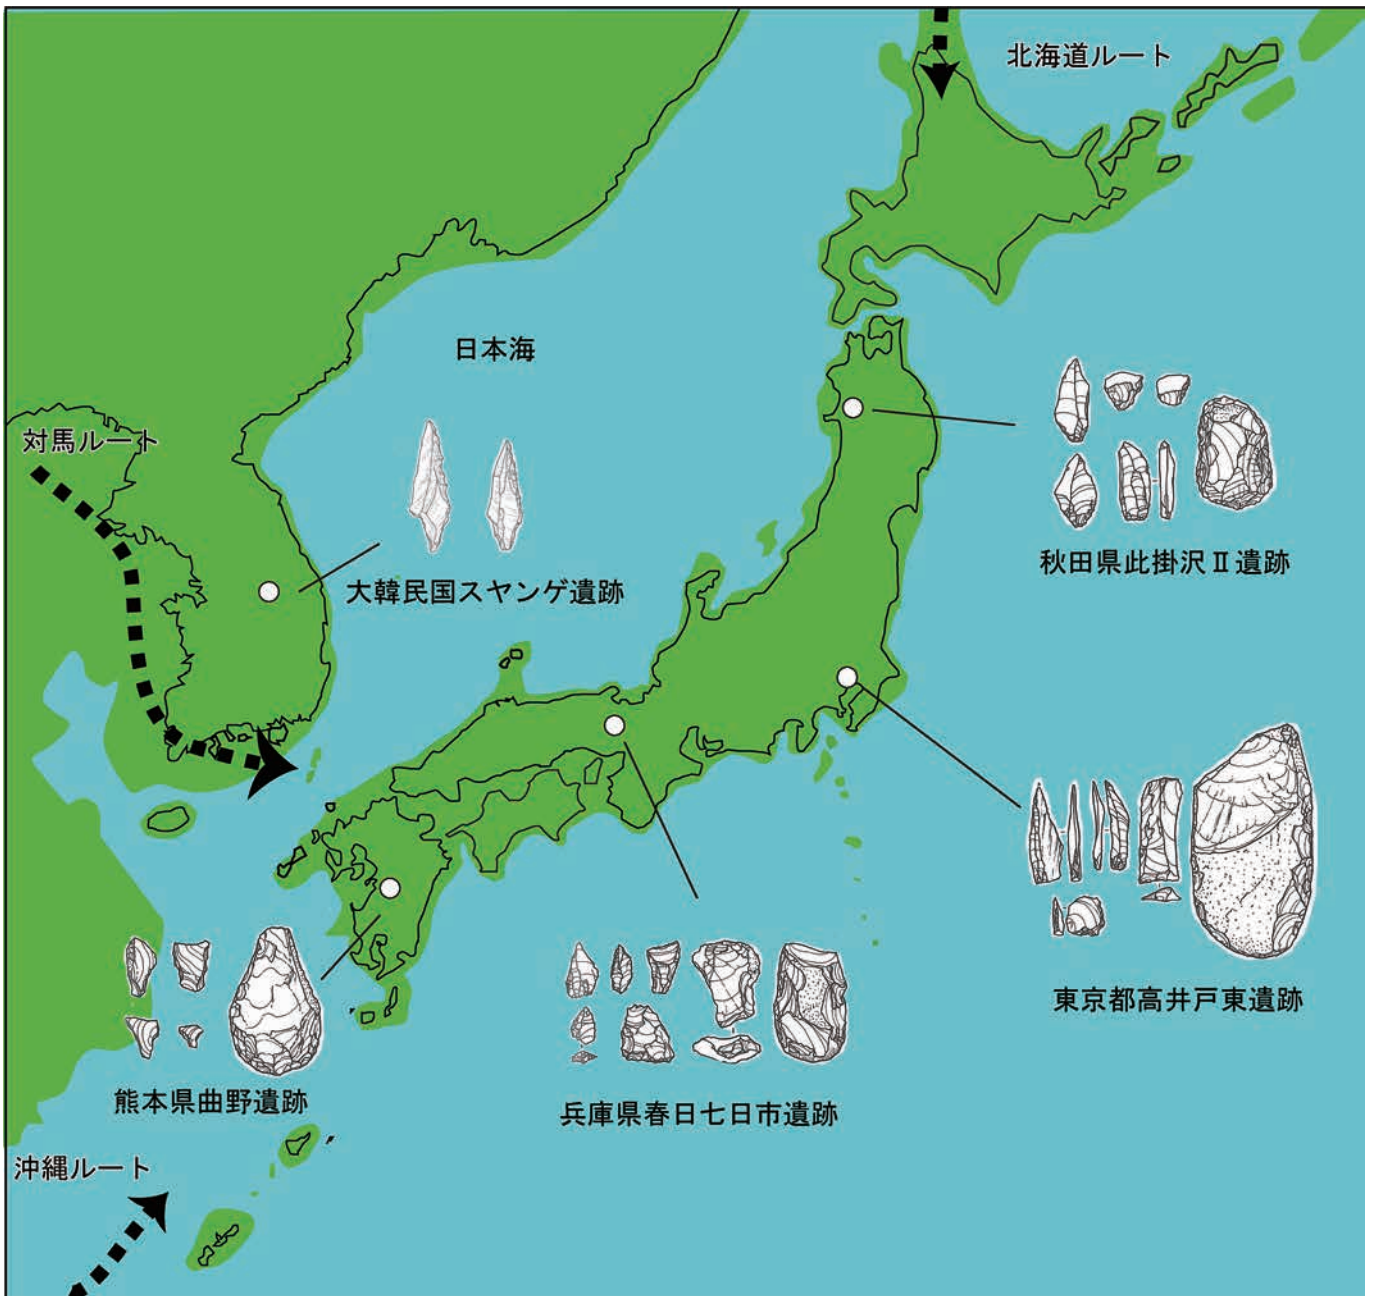 北海道ルート
日本海
対馬ルート
大韓民国スヤンゲ遺跡
秋田県此掛沢Ⅱ遺跡
東京都高井戸東遺跡
熊本県曲野遺跡
兵庫県春日七日市遺跡
沖縄ルート